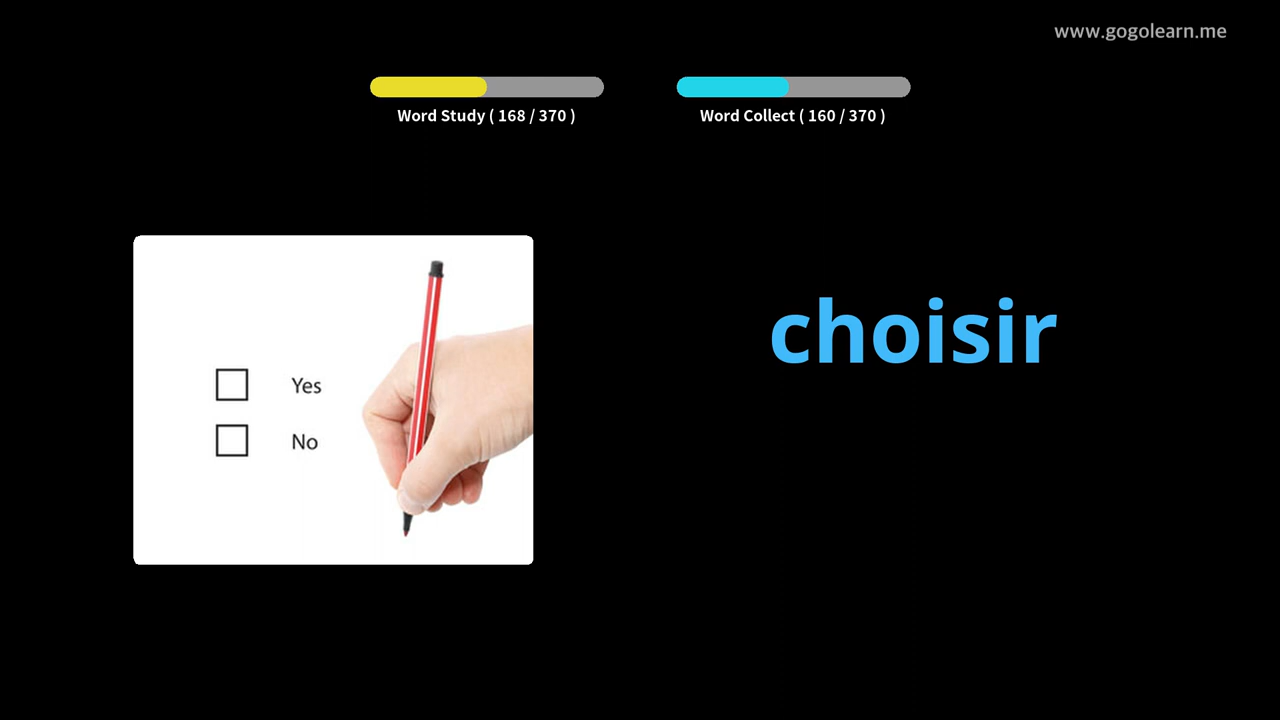 www.gogolearn.me
Word Study ( 168 / 370 )
Word Collect ( 160 / 370 )
choisir
Yes
No